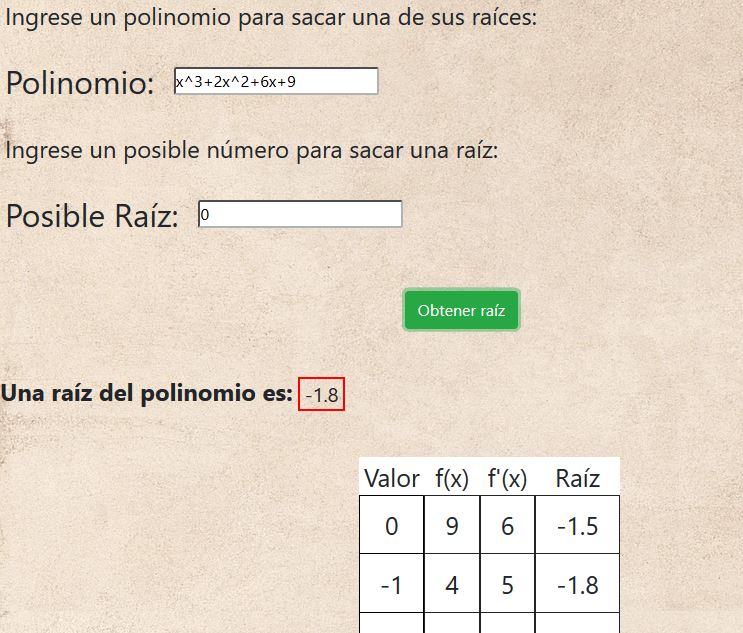 Ingrese un polinomio para sacar una de sus raíces:
Polinomio: x^3+2x^2+6x+9
Ingrese un posible número para sacar una raíz:
Posible Raíz: 0
Obtener raíz
Una raíz del polinomio es: -1.8
Valor f(x) f'(x) Raíz
0 9 6 -1.5
-1 4 5 -1.8